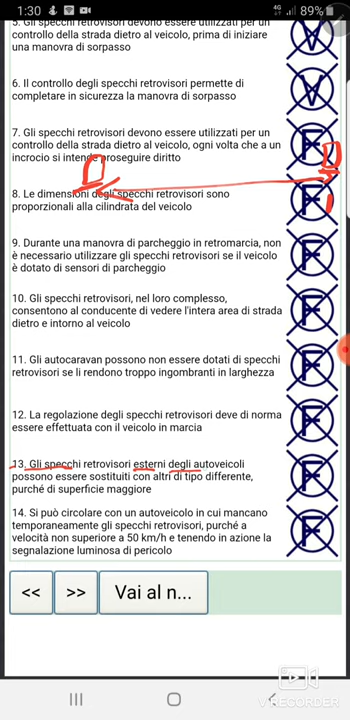 1:30 4G 89%
5. Gli specchi retrovisori devono essere utilizzati per un
controllo della strada dietro al veicolo, prima di iniziare
una manovra di sorpasso
V
6. Il controllo degli specchi retrovisori permette di
completare in sicurezza la manovra di sorpasso
V
7. Gli specchi retrovisori devono essere utilizzati per un
controllo della strada dietro al veicolo, ogni volta che a un
incrocio si intende proseguire diritto
F
8. Le dimensioni degli specchi retrovisori sono
proporzionali alla cilindrata del veicolo
F
9. Durante una manovra di parcheggio in retromarcia, non
è necessario utilizzare gli specchi retrovisori se il veicolo
è dotato di sensori di parcheggio
F
10. Gli specchi retrovisori, nel loro complesso,
consentono al conducente di vedere l'intera area di strada
dietro e intorno al veicolo
F
11. Gli autocaravan possono non essere dotati di specchi
retrovisori se li rendono troppo ingombranti in larghezza
F
12. La regolazione degli specchi retrovisori deve di norma
essere effettuata con il veicolo in marcia
F
13. Gli specchi retrovisori esterni degli autoveicoli
possono essere sostituiti con altri di tipo differente,
purché di superficie maggiore
F
14. Si può circolare con un autoveicolo in cui mancano
temporaneamente gli specchi retrovisori, purché a
velocità non superiore a 50 km/h e tenendo in azione la
segnalazione luminosa di pericolo
F
<< >> Vai al n...
V RECORDER